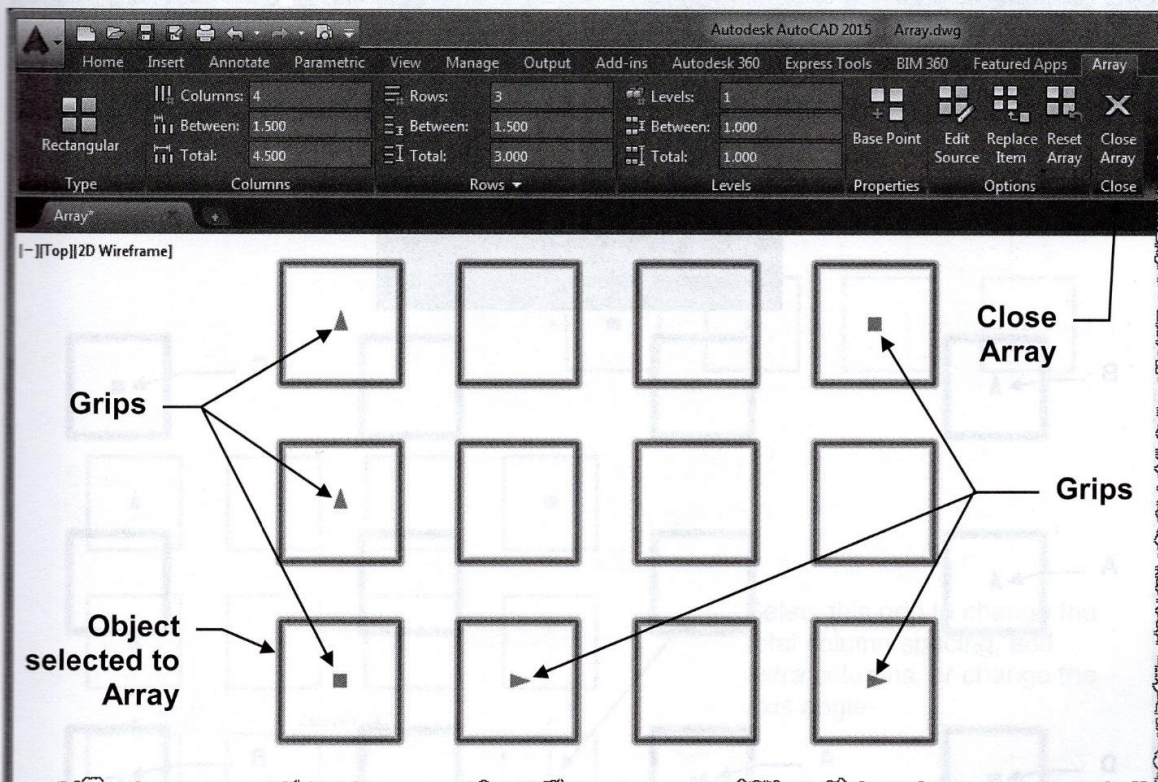 Autodesk AutoCAD 2015 Array.dwg
Home Insert Annotate Parametric View Manage Output Add-ins Autodesk 360 Express Tools BIM 360 Featured Apps Array
Columns: 4 Rows: 3 Levels: 1
Between: 1.500 Between: 1.500 Between: 1.000
Total: 4.500 Total: 3.000 Total: 1.000
Rectangular
Base Point
Edit Source
Replace Item
Reset Array
Close Array
Type Columns Rows Levels Properties Options Close
Array*
[-][Top][2D Wireframe]
Close
Array
Grips
Grips
Object
selected to
Array